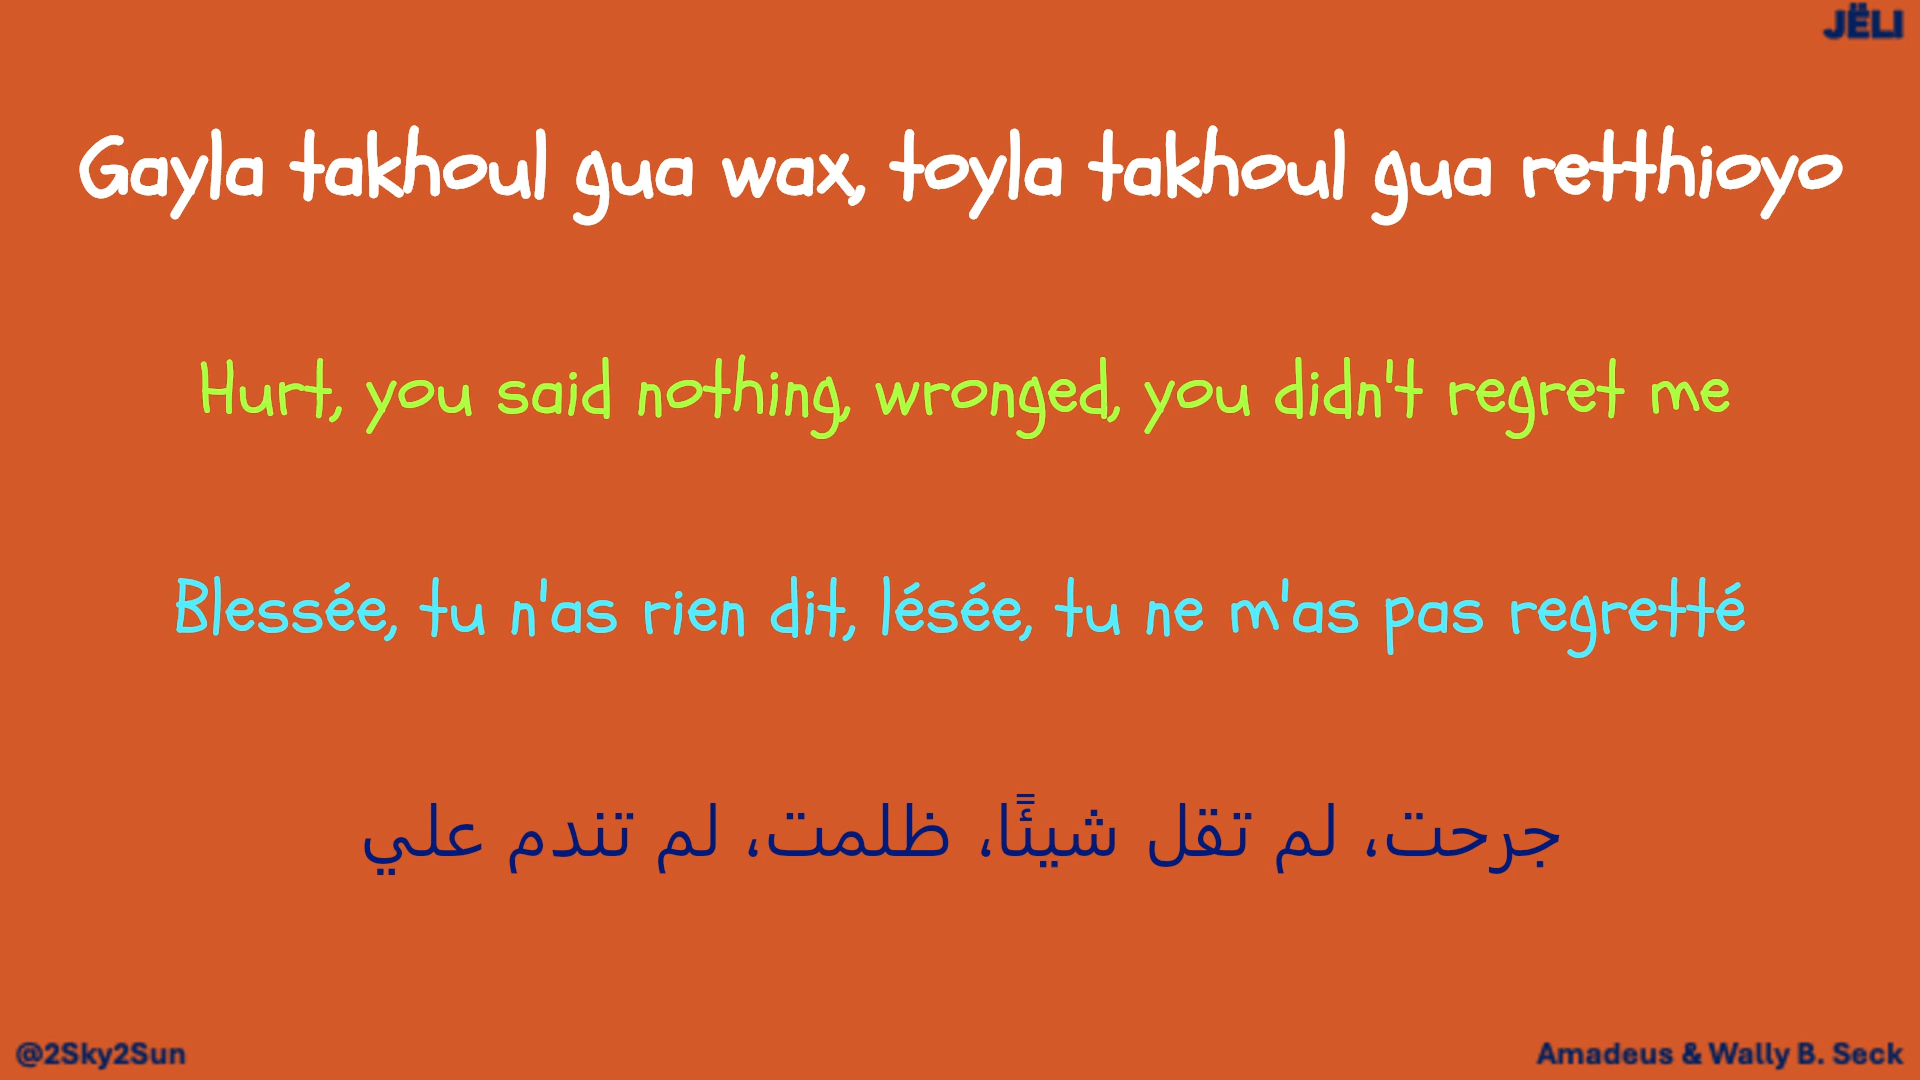 JËLI
Gayla takhoul gua wax, toyla takhoul gua retthioyo
Hurt, you said nothing, wronged, you didn't regret me
Blessée, tu n'as rien dit, lésée, tu ne m'as pas regretté
جرحت، لم تقل شيئًا، ظلمت، لم تندم علي
@2Sky2Sun
Amadeus & Wally B. Seck